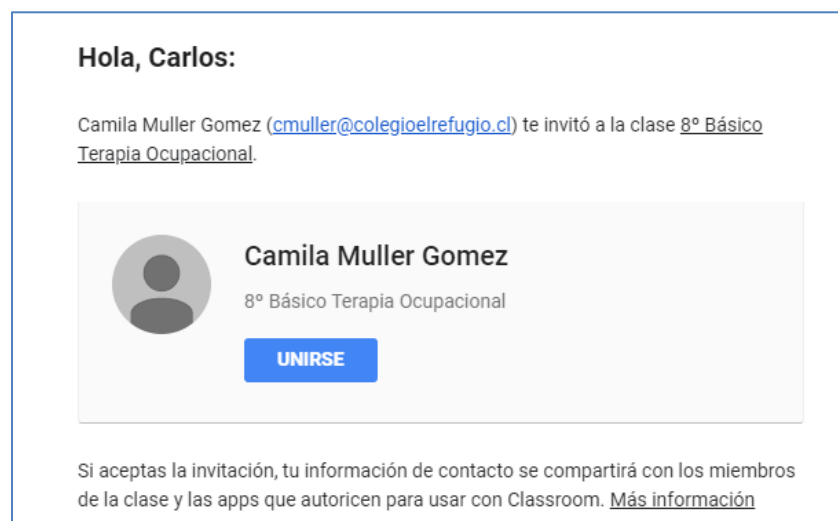 Hola, Carlos:
Camila Muller Gomez (cmuller@colegioelrefugio.cl) te invitó a la clase 8º Básico
Terapia Ocupacional.
Camila Muller Gomez
8º Básico Terapia Ocupacional
UNIRSE
Si aceptas la invitación, tu información de contacto se compartirá con los miembros
de la clase y las apps que autoricen para usar con Classroom. Más información